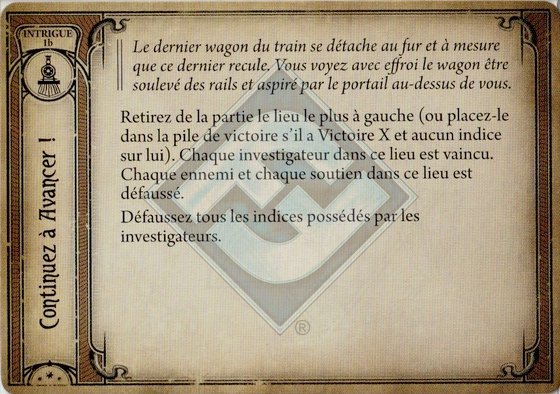 INTRIGUE
1b
Continuez à Avancer !
Le dernier wagon du train se détache au fur et à mesure
que ce dernier recule. Vous voyez avec effroi le wagon être
soulevé des rails et aspiré par le portail au-dessus de vous.
Retirez de la partie le lieu le plus à gauche (ou placez-le
dans la pile de victoire s'il a Victoire X et aucun indice
sur lui). Chaque investigateur dans ce lieu est vaincu.
Chaque ennemi et chaque soutien dans ce lieu est
défaussé.
Défaussez tous les indices possédés par les
investigateurs.
®